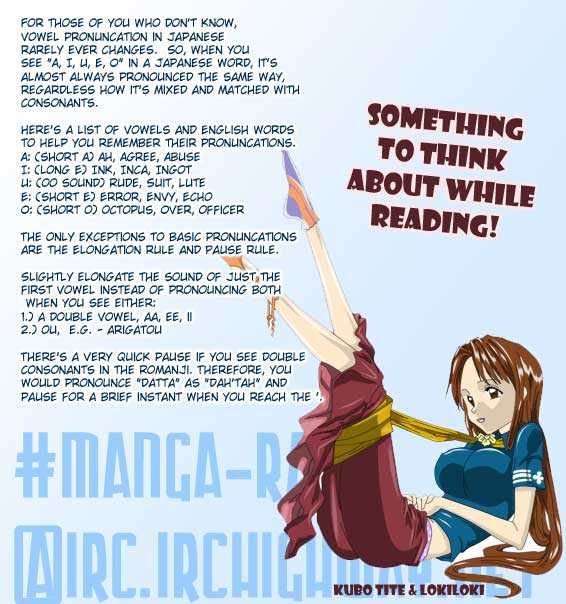 FOR THOSE OF YOU WHO DON'T KNOW,
VOWEL PRONUNCATION IN JAPANESE
RARELY EVER CHANGES. SO, WHEN YOU
SEE "A, I, U, E, O" IN A JAPANESE WORD, IT'S
ALMOST ALWAYS PRONOUNCED THE SAME WAY,
REGARDLESS HOW IT'S MIXED AND MATCHED WITH
CONSONANTS.
HERE'S A LIST OF VOWELS AND ENGLISH WORDS
TO HELP YOU REMEMBER THEIR PRONUNCATIONS.
A: (SHORT A) AH, AGREE, ABUSE
I: (LONG E) INK, INCA, INGOT
U: (OO SOUND) RUDE, SUIT, LUTE
E: (SHORT E) ERROR, ENVY, ECHO
O: (SHORT O) OCTOPUS, OVER, OFFICER
THE ONLY EXCEPTIONS TO BASIC PRONUNCATIONS
ARE THE ELONGATION RULE AND PAUSE RULE.
SLIGHTLY ELONGATE THE SOUND OF JUST THE
FIRST VOWEL INSTEAD OF PRONOUNCING BOTH
WHEN YOU SEE EITHER:
1.) A DOUBLE VOWEL, AA, EE, II
2.) OU, E.G. - ARIGATOU
THERE'S A VERY QUICK PAUSE IF YOU SEE DOUBLE
CONSONANTS IN THE ROMANJI. THEREFORE, YOU
WOULD PRONOUNCE "DATTA" AS "DAH'TAH" AND
PAUSE FOR A BRIEF INSTANT WHEN YOU REACH THE '.
SOMETHING
TO THINK
ABOUT WHILE
READING!
#MANGA-RA
@IRC.IRCHIGHWAY.NET
KUBO TITE & LOKILOKI